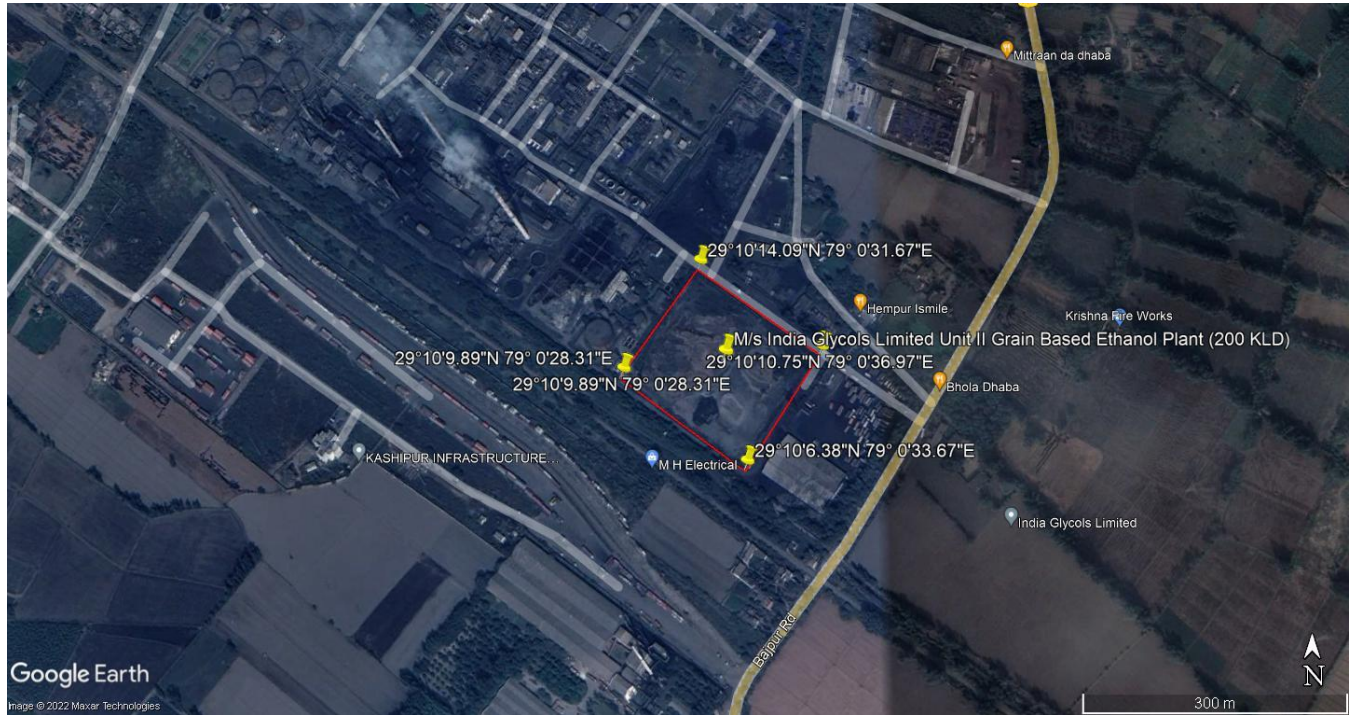 Mittraan da dhaba
29°10'14.09"N 79° 0'31.67"E
Hempur Ismile
Krishna Fire Works
M/s India Glycols Limited Unit II Grain Based Ethanol Plant (200 KLD)
29°10'9.89"N 79° 0'28.31"E
29°10'10.75"N 79° 0'36.97"E
29°10'9.89"N 79° 0'28.31"E
Bhola Dhaba
29°10'6.38"N 79° 0'33.67"E
KASHIPUR INFRASTRUCTURE...
M H Electrical
India Glycols Limited
Bajpur Rd
Google Earth
N
Image © 2022 Maxar Technologies
300 m